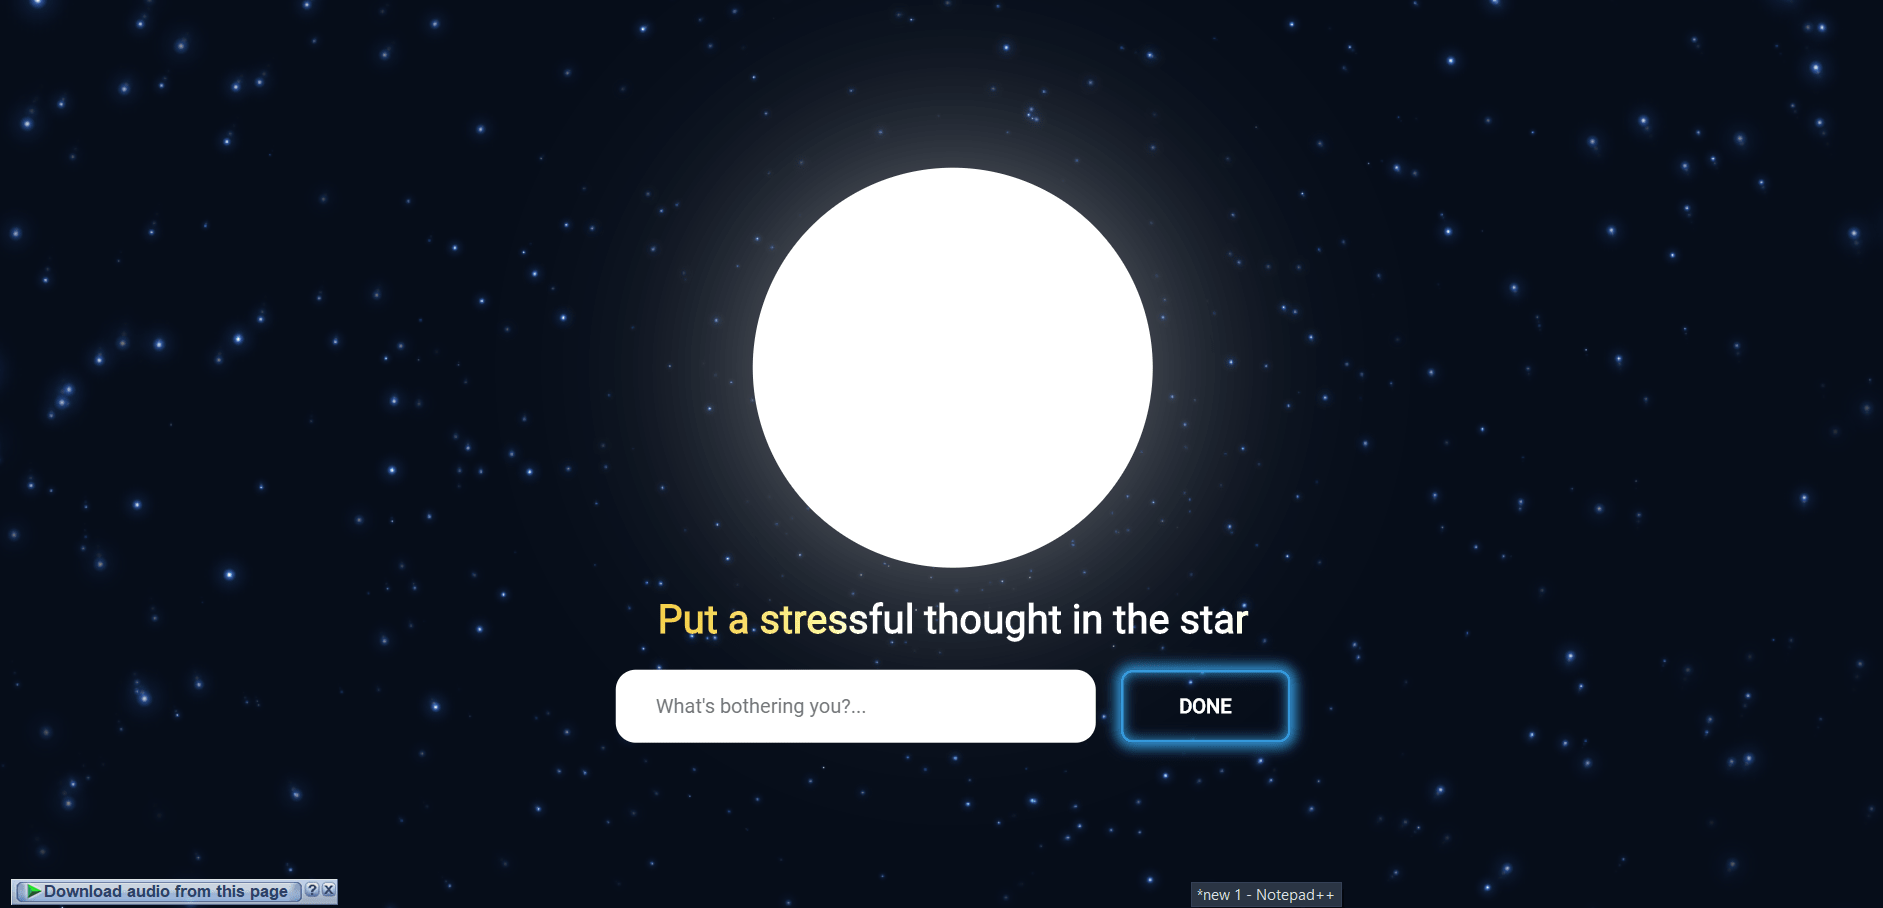 Put a stressful thought in the star
What's bothering you?...
DONE
Download audio from this page ? x
*new 1 - Notepad++